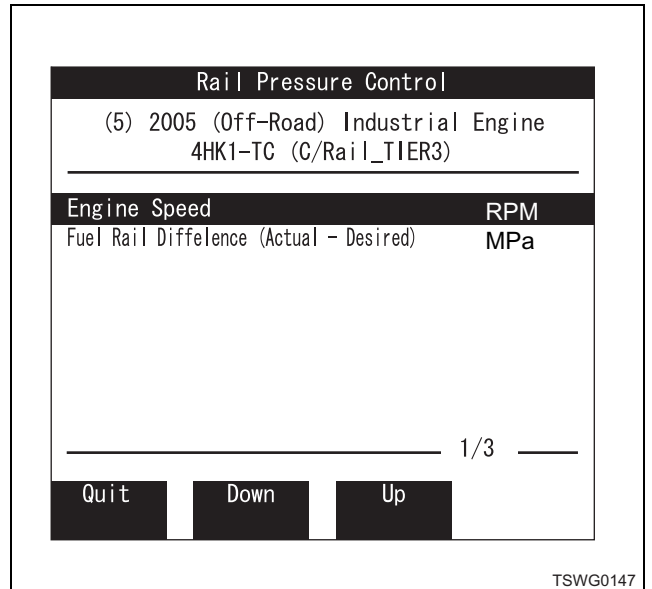 Rail Pressure Control
(5) 2005 (Off-Road) Industrial Engine
4HK1-TC (C/Rail_TIER3)
Engine Speed RPM
Fuel Rail Diffelence (Actual - Desired) MPa
1/3
Quit Down Up
TSWG0147